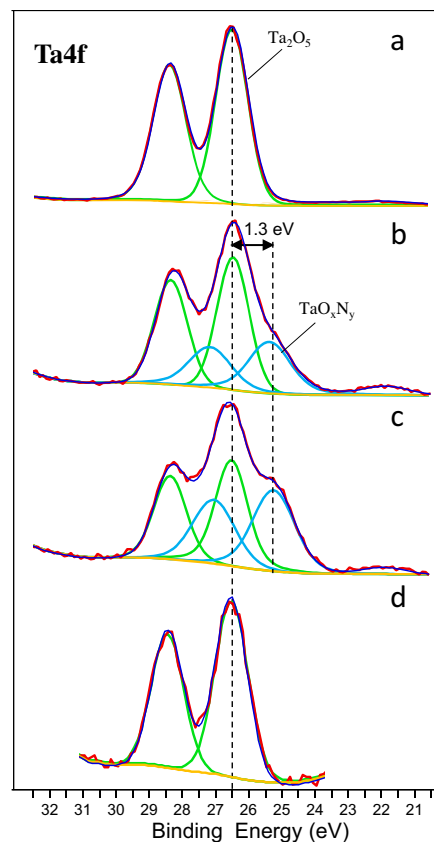 Ta4f
Ta₂O₅
a
1.3 eV
b
TaOₓNᵧ
c
d
32 31 30 29 28 27 26 25 24 23 22 21
Binding Energy (eV)